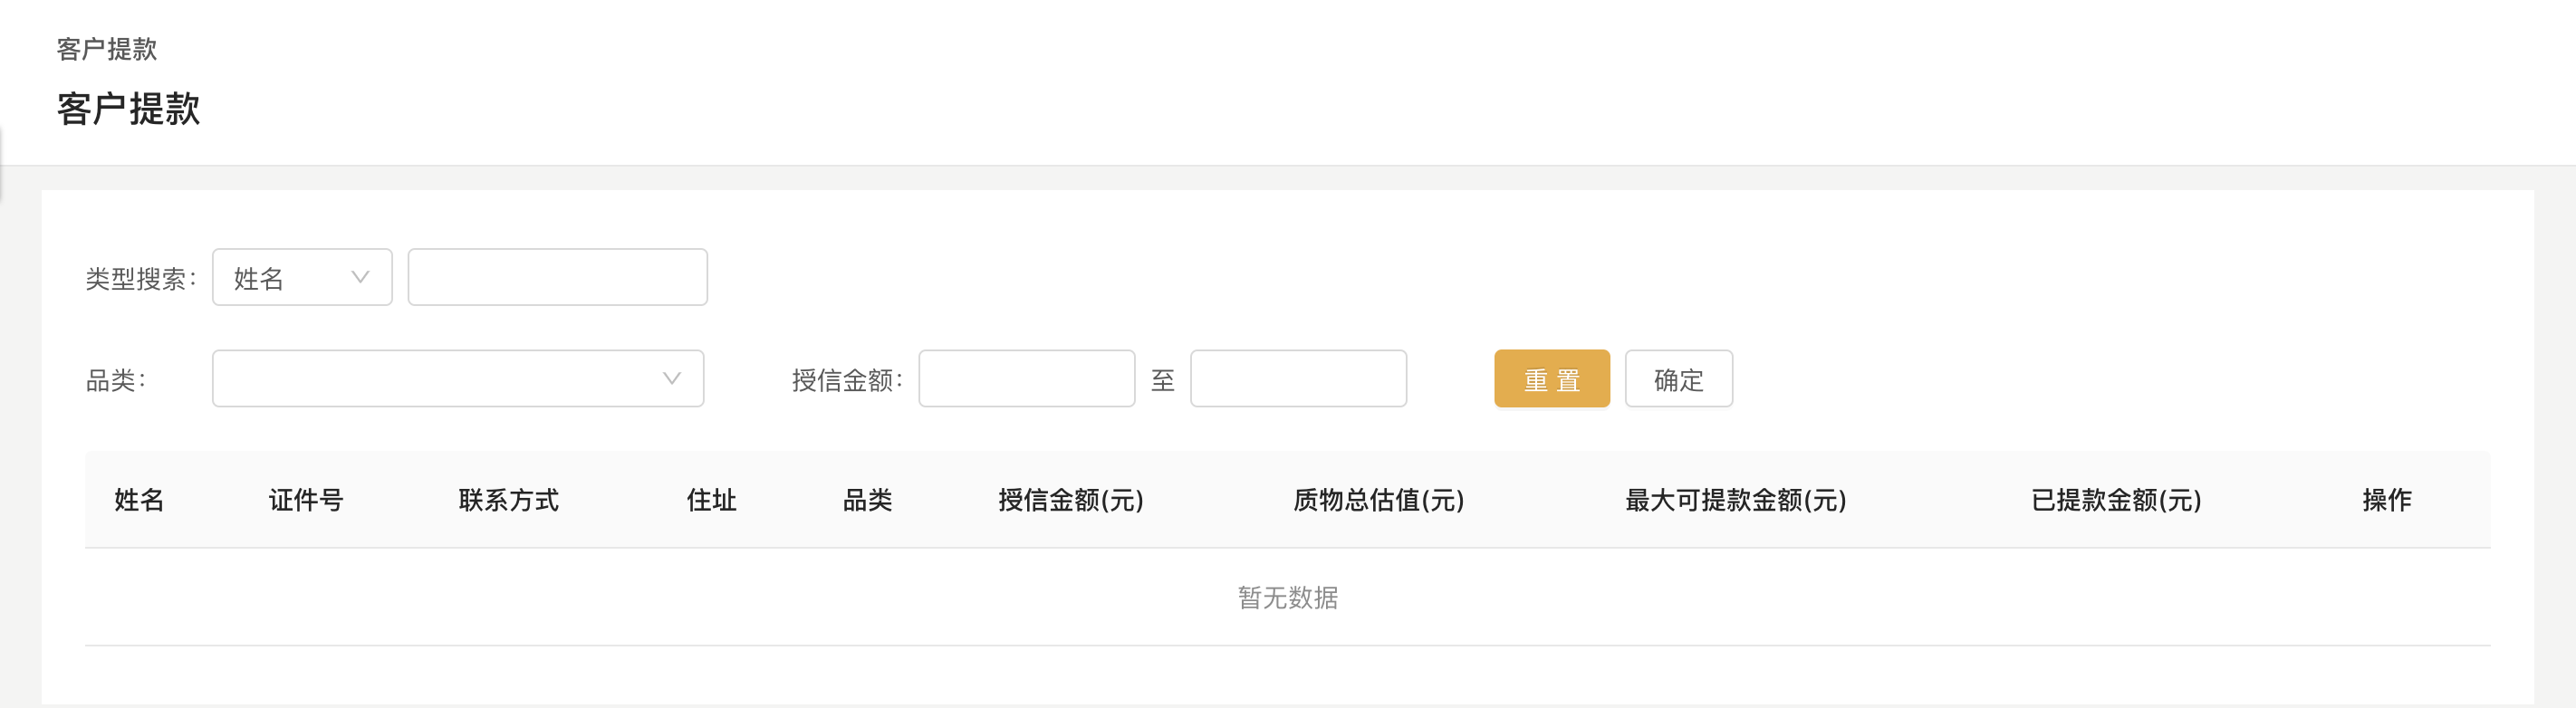 客户提款
客户提款
类型搜索: 姓名
品类: 授信金额: 至 重 置 确定
姓名 证件号 联系方式 住址 品类 授信金额(元) 质物总估值(元) 最大可提款金额(元) 已提款金额(元) 操作
暂无数据